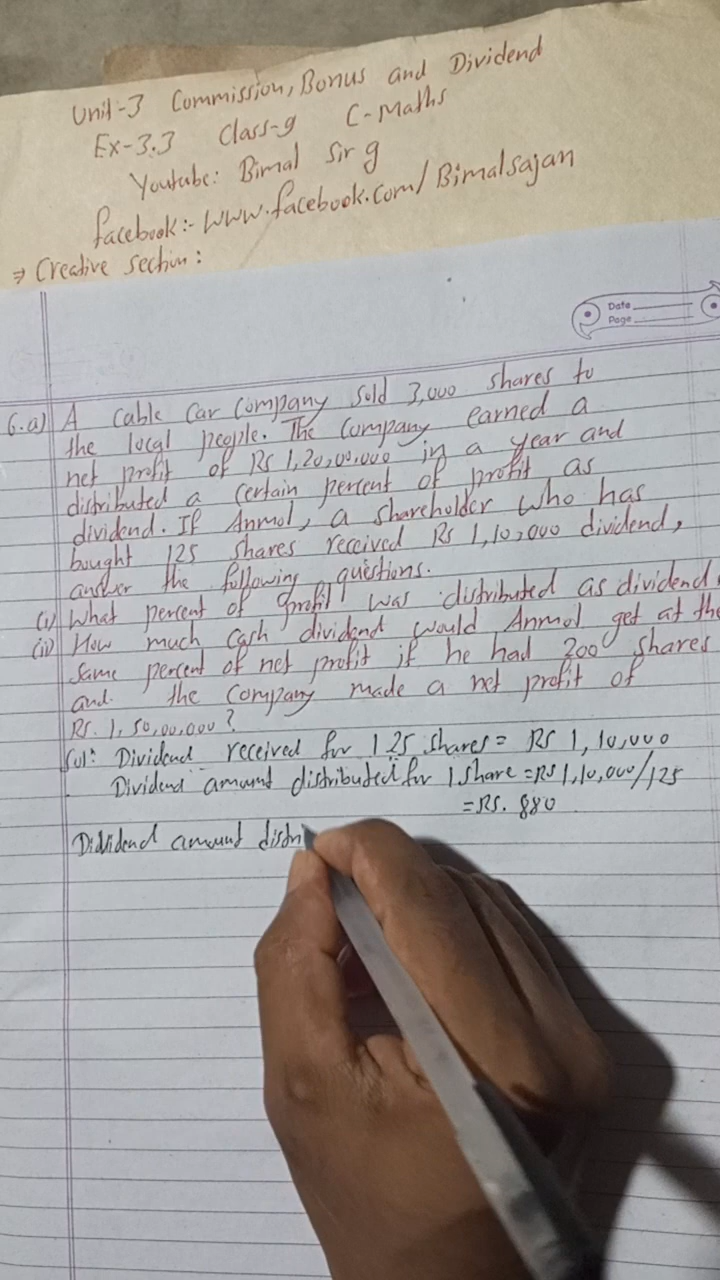 Unit-3 Commission, Bonus and Dividend
Ex-3.3 Class-9 C-Maths
Youtube: Bimal Sir g
facebook:- www.facebook.com/Bimalsajan
⇒ Creative section:
Date
Page
6.a) A Cable Car Company sold 3,000 shares to
the local people. The Company earned a
net profit of Rs 1,20,00,000 in a year and
distributed a certain percent of profit as
dividend. If Anmol, a shareholder who has
bought 125 shares received Rs 1,10,000 dividend,
answer the following questions.
(i) What percent of profit was distributed as dividend
(ii) How much cash dividend would Anmol get at the
same percent of net profit if he had 200 shares
and the company made a net profit of
Rs. 1,50,00,000?
Sol: Dividend received for 125 shares = Rs 1,10,000
Dividend amount distributed for 1 share = Rs 1,10,000/125
= Rs. 880
Dividend amount distri